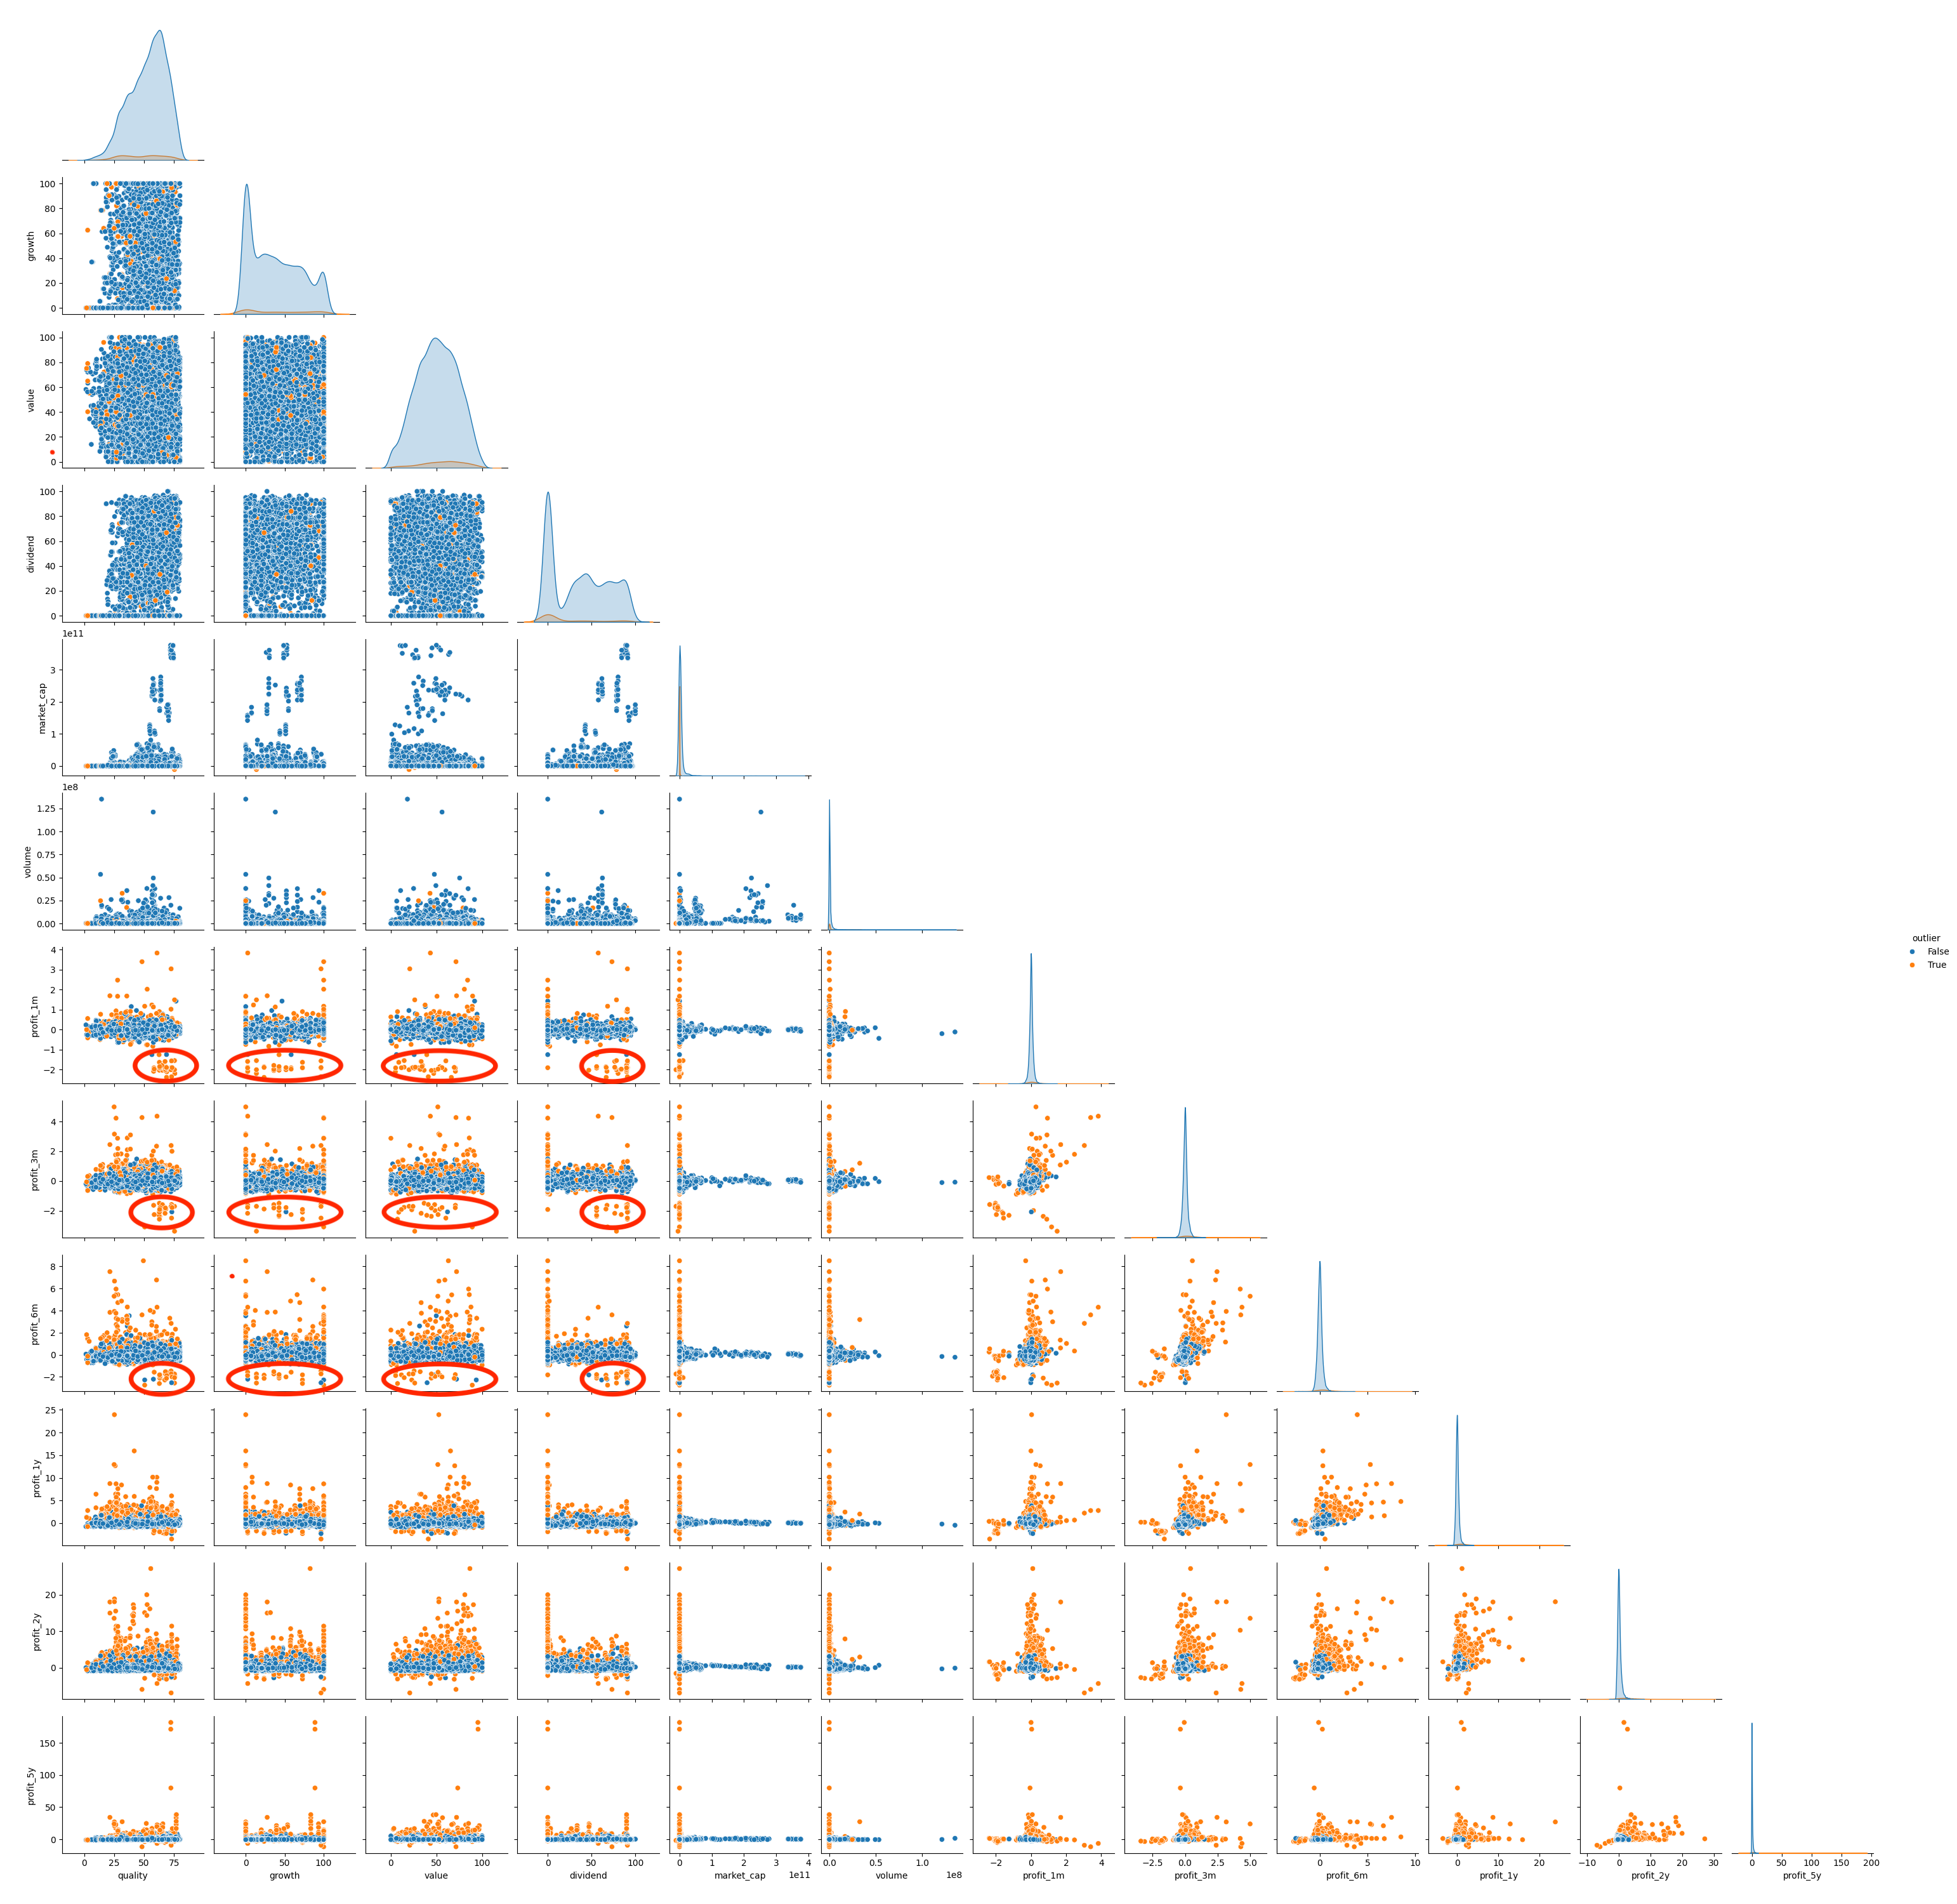 100
80
60
40
20
0
growth
100
80
60
40
20
0
value
100
80
60
40
20
0
dividend
1e11
3
2
1
0
market_cap
1e8
1.25
1.00
0.75
0.50
0.25
0.00
volume
outlier
False
True
4
3
2
1
0
−1
−2
profit_1m
4
2
0
−2
profit_3m
8
6
4
2
0
−2
profit_6m
25
20
15
10
5
0
profit_1y
20
10
0
profit_2y
150
100
50
0
profit_5y
0 50 75
quality
0 50 100
growth
0 50 100
value
0 50 100
dividend
0 1 2 3 4
1e11
market_cap
0.0 0.5 1.0
1e8
volume
−2 0 2 4
profit_1m
−2.5 0.0 2.5 5.0
profit_3m
0 5 10
profit_6m
0 10 20
profit_1y
−10 0 10 20 30
profit_2y
0 50 100 150 200
profit_5y